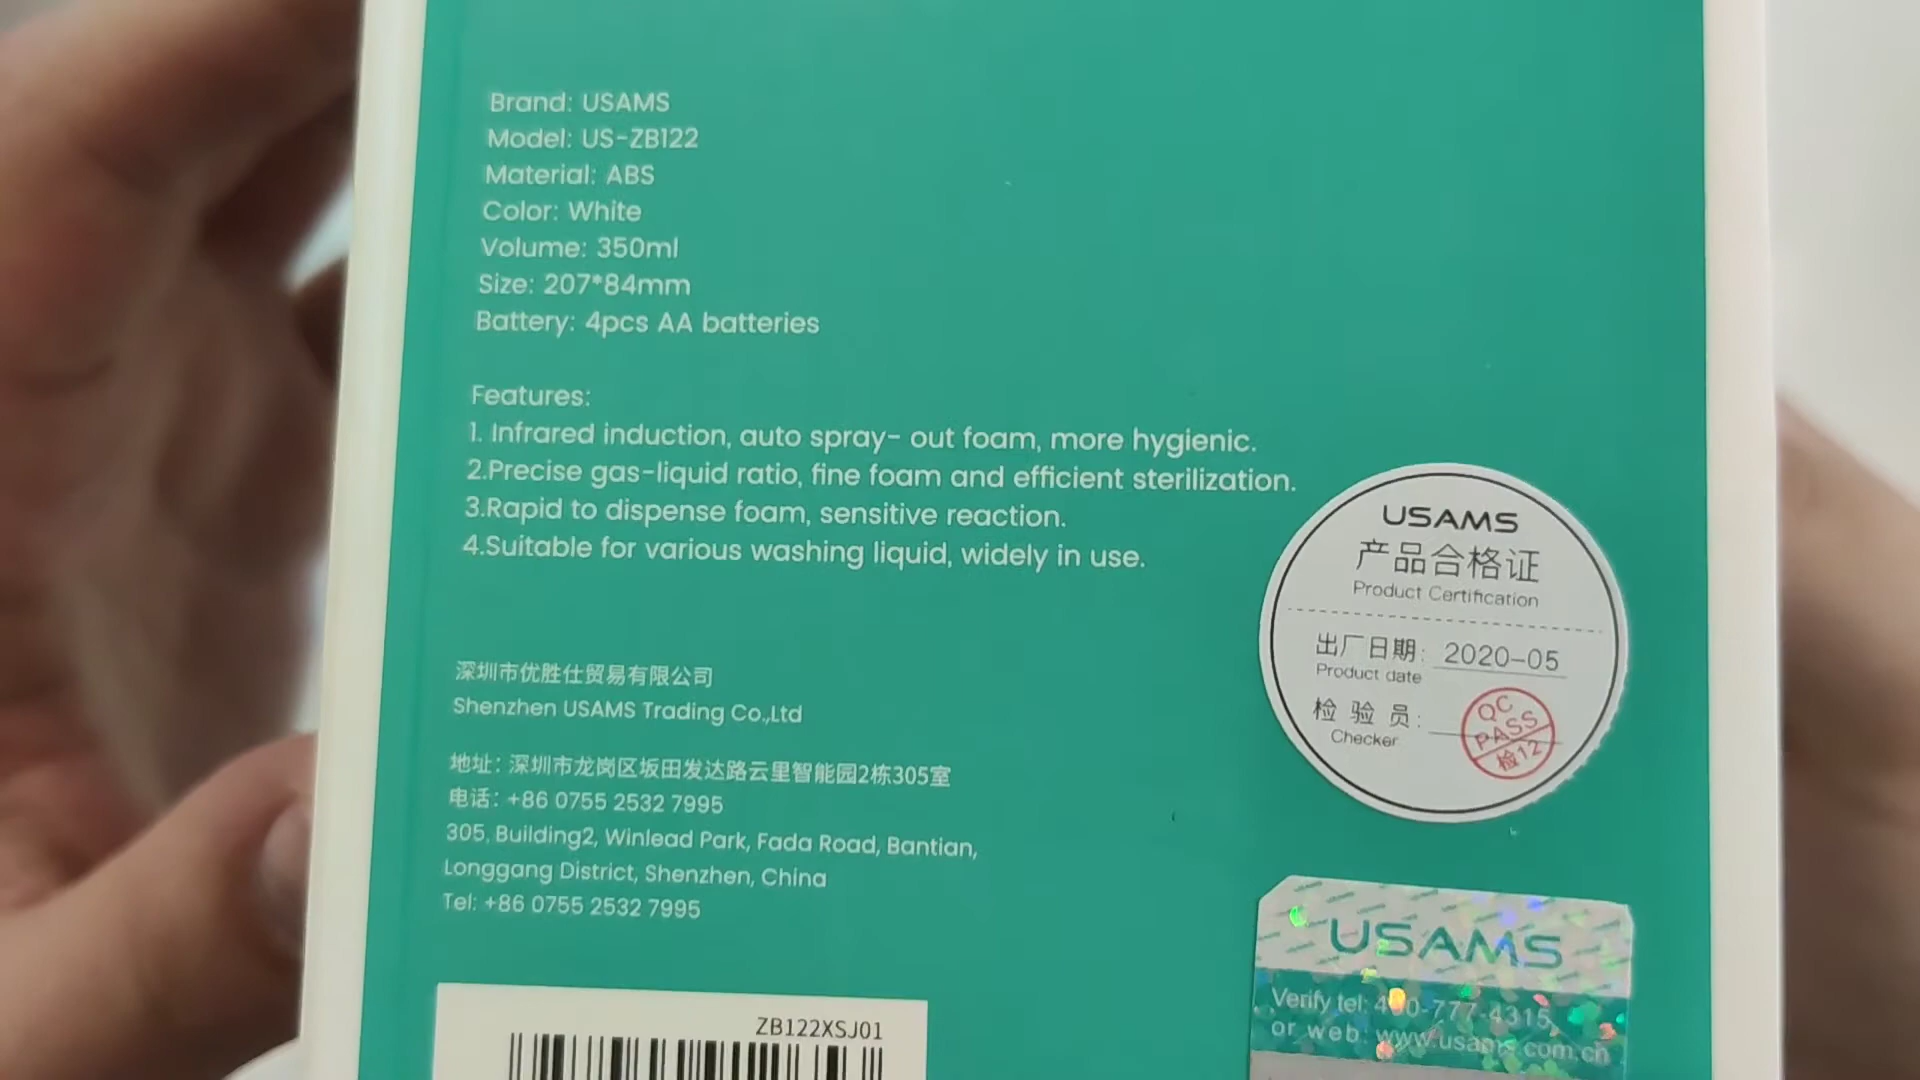 Brand: USAMS
Model: US-ZB122
Material: ABS
Color: White
Volume: 350ml
Size: 207*84mm
Battery: 4pcs AA batteries
Features:
1. Infrared induction, auto spray- out foam, more hygienic.
2.Precise gas-liquid ratio, fine foam and efficient sterilization.
3.Rapid to dispense foam, sensitive reaction.
4.Suitable for various washing liquid, widely in use.
深圳市优胜仕贸易有限公司
Shenzhen USAMS Trading Co.,Ltd
地址: 深圳市龙岗区坂田发达路云里智能园2栋305室
电话: +86 0755 2532 7995
305, Building2, Winlead Park, Fada Road, Bantian,
Longgang District, Shenzhen, China
Tel: +86 0755 2532 7995
ZB122XSJ01
USAMS
产品合格证
Product Certification
出厂日期: 2020-05
Product date
检 验 员:
Checker
QC
PASS
检12
USAMS
Verify tel: 400-777-4315,
or web: www.usams.com.cn